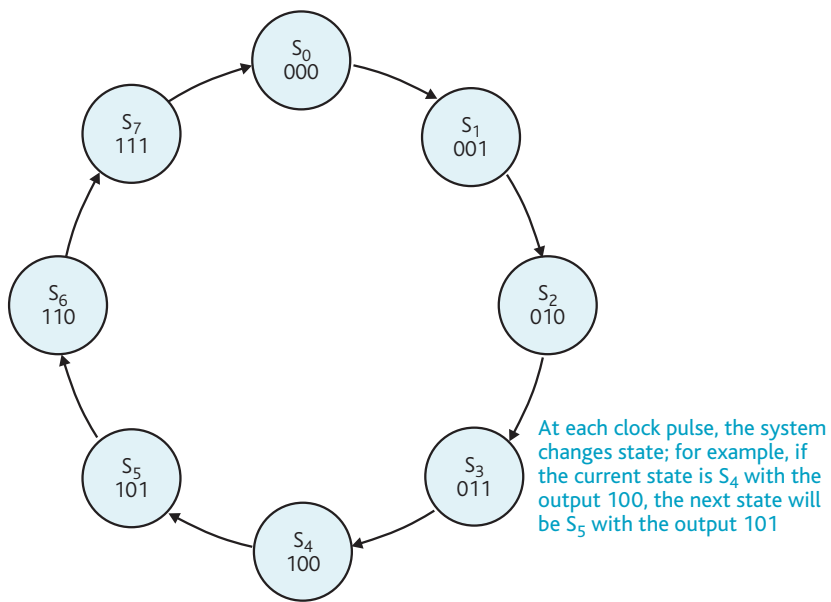 S₀
000
S₁
001
S₂
010
S₃
011
S₄
100
S₅
101
S₆
110
S₇
111
At each clock pulse, the system
changes state; for example, if
the current state is S₄ with the
output 100, the next state will
be S₅ with the output 101